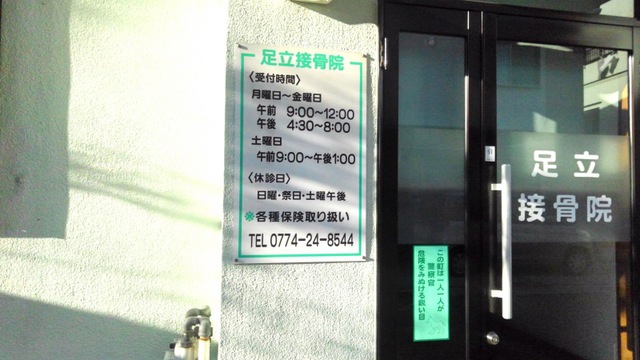 足立接骨院
〈受付時間〉
月曜日～金曜日
午前 9:00～12:00
午後 4:30～8:00
土曜日
午前9:00～午後1:00
〈休診日〉
日曜・祭日・土曜午後
※各種保険取り扱い
TEL 0774-24-8544
足立
接骨院
この町は一人一人が
警察官
危険をみぬける鋭い目